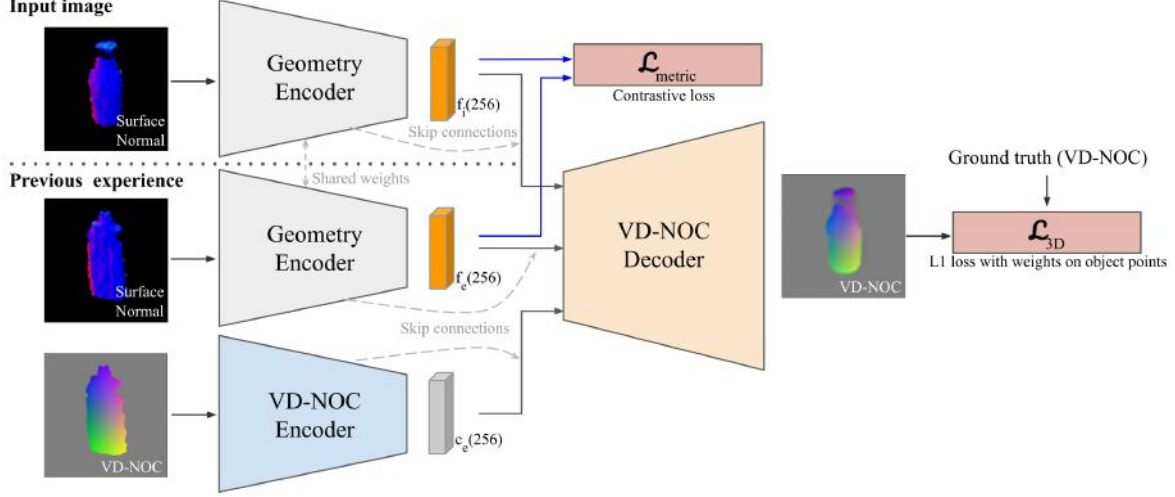 Input image
Surface
Normal
Geometry
Encoder
f_i(256)
Skip connections
ℒ_metric
Contrastive loss
Shared weights
Previous experience
Surface
Normal
Geometry
Encoder
f_e(256)
Skip connections
VD-NOC
VD-NOC
Encoder
c_e(256)
VD-NOC
Decoder
VD-NOC
Ground truth (VD-NOC)
ℒ_3D
L1 loss with weights on object points